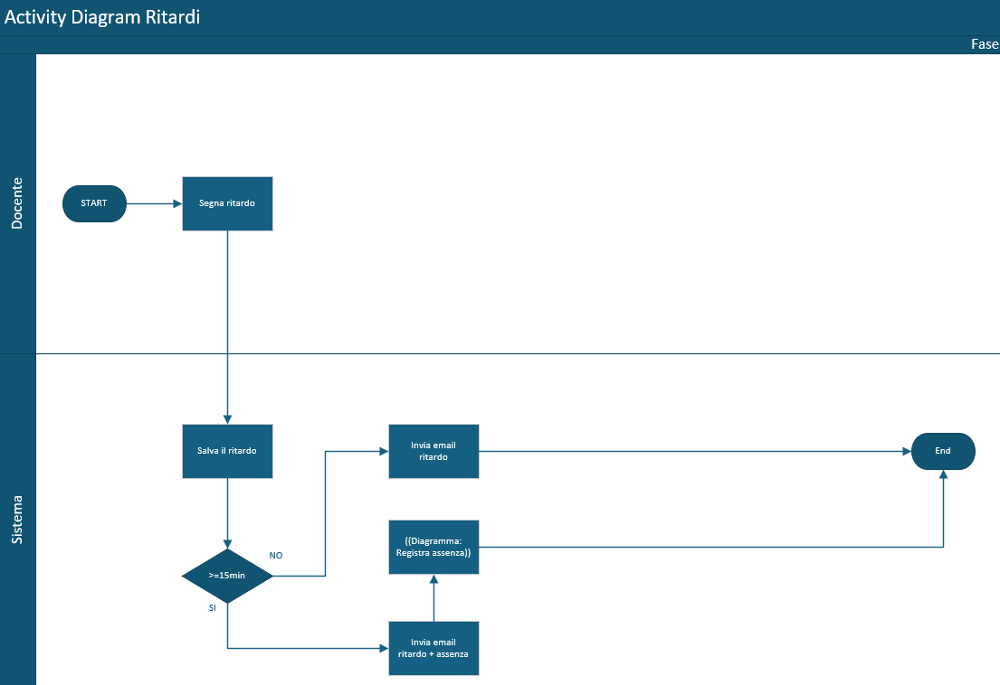 Activity Diagram Ritardi
Fase
Docente
START
Segna ritardo
Sistema
Salva il ritardo
Invia email
ritardo
End
((Diagramma:
Registra assenza))
NO
>=15min
SI
Invia email
ritardo + assenza